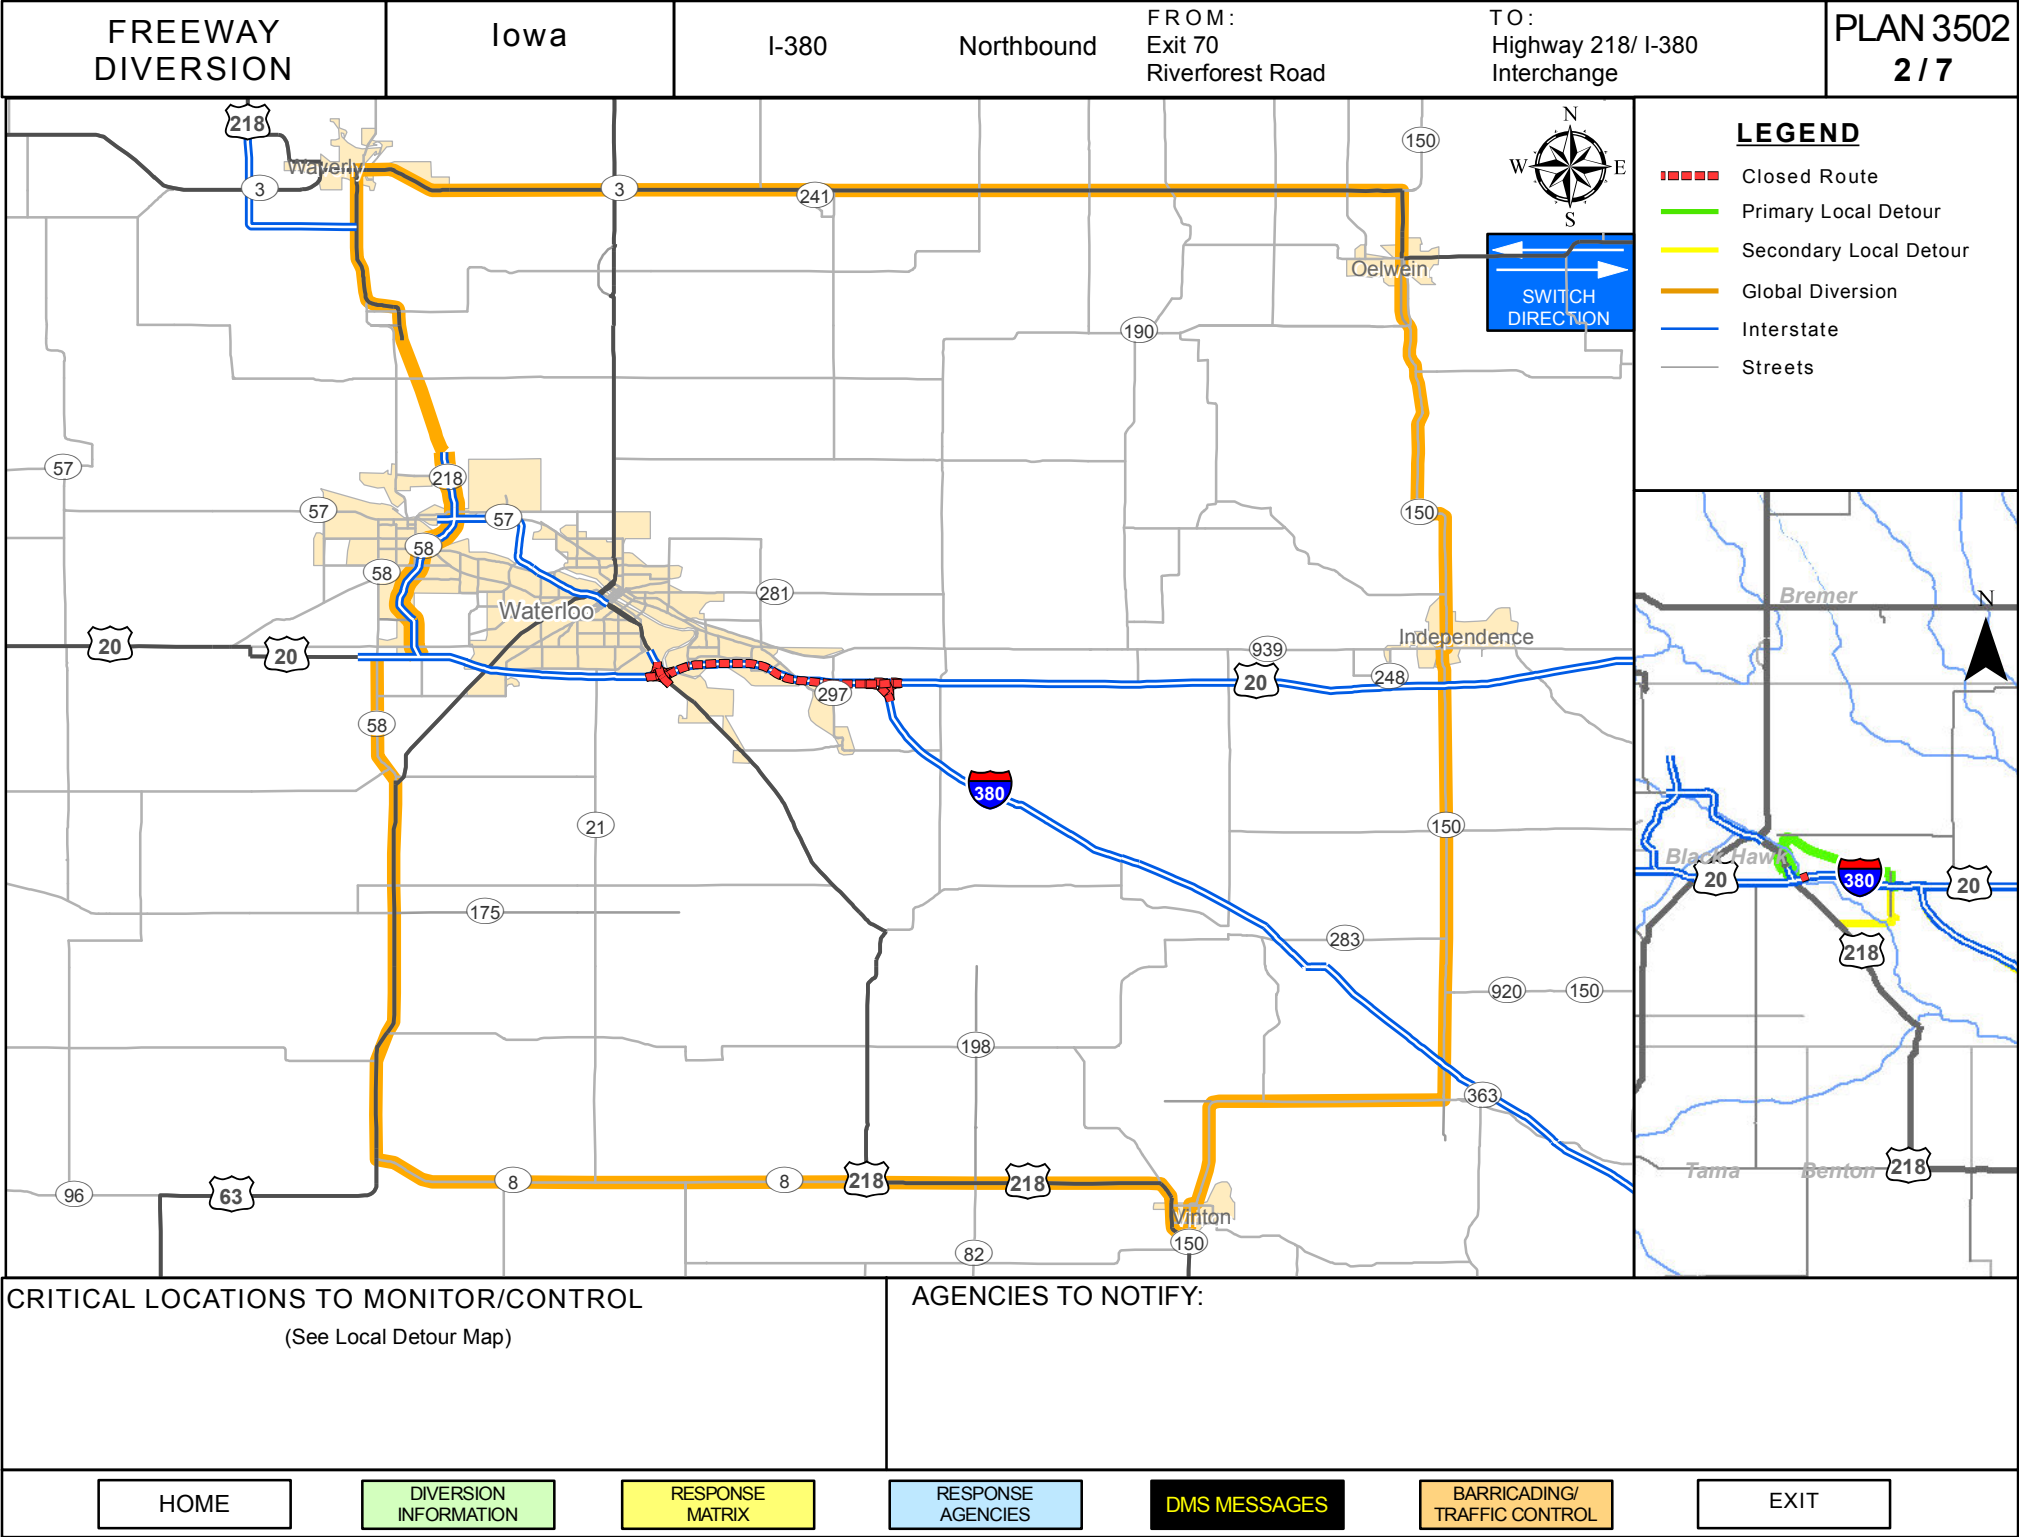 FREEWAY
DIVERSION
Iowa
I-380
Northbound
FROM:
Exit 70
Riverforest Road
TO:
Highway 218/ I-380
Interchange
PLAN 3502
2 / 7
218
Waverly
3
3
241
150
N
W
E
S
Oelwein
SWITCH
DIRECTION
190
57
218
57
57
150
58
58
281
Waterloo
20
20
939
Independence
248
20
297
58
380
21
150
175
283
920
150
198
363
96
63
8
8
218
218
Vinton
150
82
LEGEND
Closed Route
Primary Local Detour
Secondary Local Detour
Global Diversion
Interstate
Streets
Bremer
N
Black Hawk
20
380
20
218
Tama
Benton
218
CRITICAL LOCATIONS TO MONITOR/CONTROL
(See Local Detour Map)
AGENCIES TO NOTIFY:
HOME
DIVERSION
INFORMATION
RESPONSE
MATRIX
RESPONSE
AGENCIES
DMS MESSAGES
BARRICADING/
TRAFFIC CONTROL
EXIT